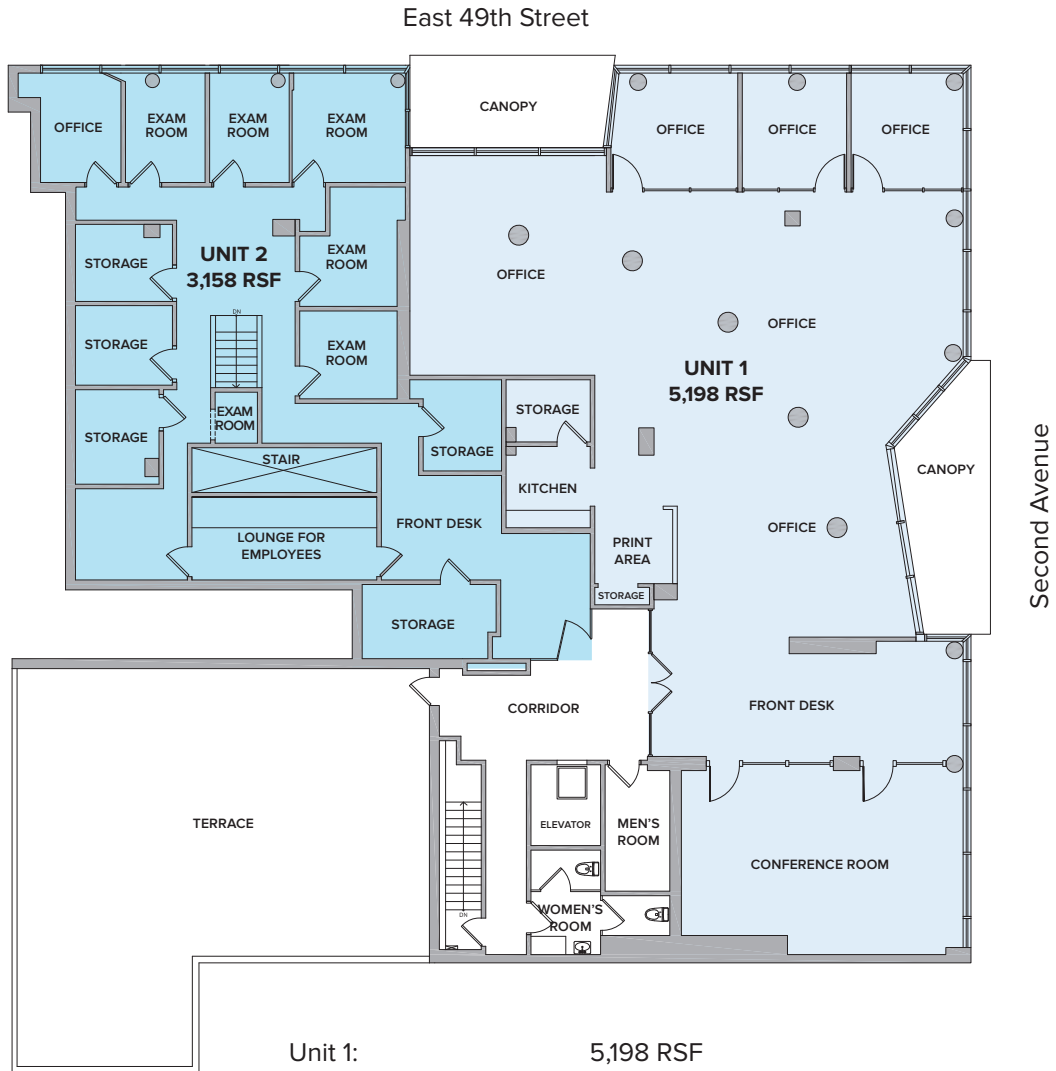 East 49th Street
CANOPY
OFFICE
EXAM
ROOM
EXAM
ROOM
EXAM
ROOM
OFFICE
OFFICE
OFFICE
UNIT 2
3,158 RSF
STORAGE
EXAM
ROOM
OFFICE
DN
STORAGE
EXAM
ROOM
OFFICE
UNIT 1
5,198 RSF
STORAGE
EXAM
ROOM
STORAGE
STORAGE
STAIR
CANOPY
Second Avenue
KITCHEN
FRONT DESK
LOUNGE FOR
EMPLOYEES
OFFICE
PRINT
AREA
STORAGE
STORAGE
CORRIDOR
FRONT DESK
TERRACE
ELEVATOR
MEN'S
ROOM
CONFERENCE ROOM
WOMEN'S
ROOM
DN
Unit 1:
5,198 RSF